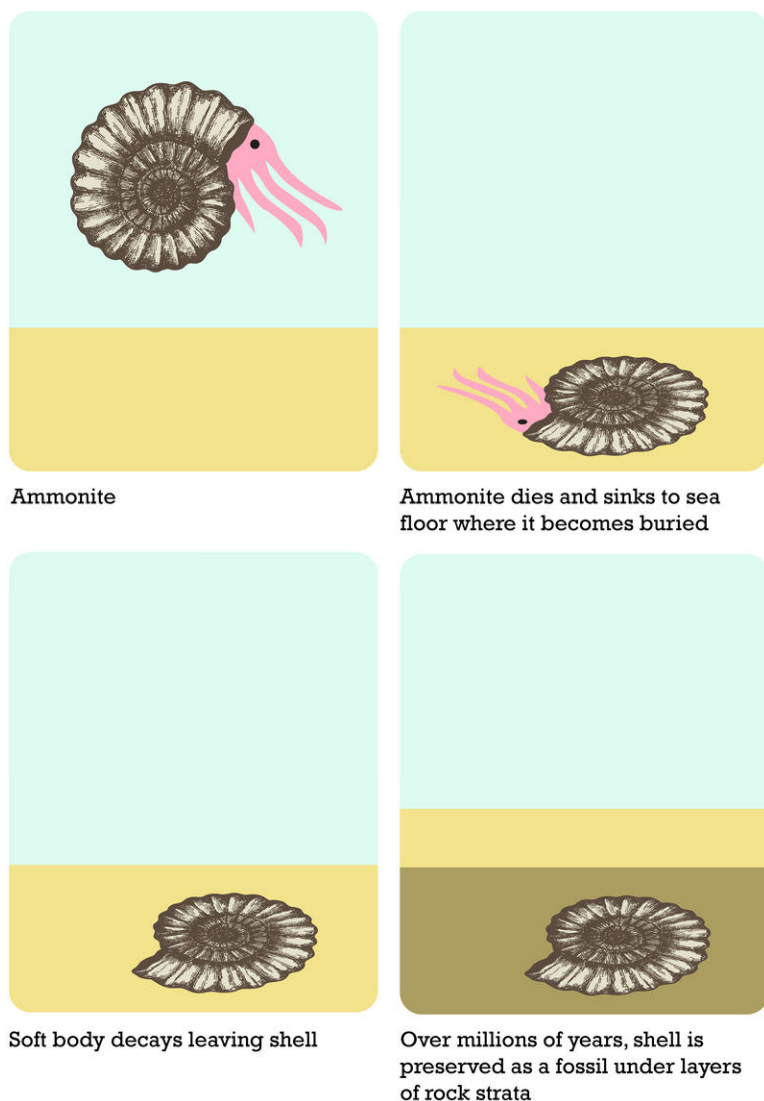 Ammonite
Ammonite dies and sinks to sea
floor where it becomes buried
Soft body decays leaving shell
Over millions of years, shell is
preserved as a fossil under layers
of rock strata